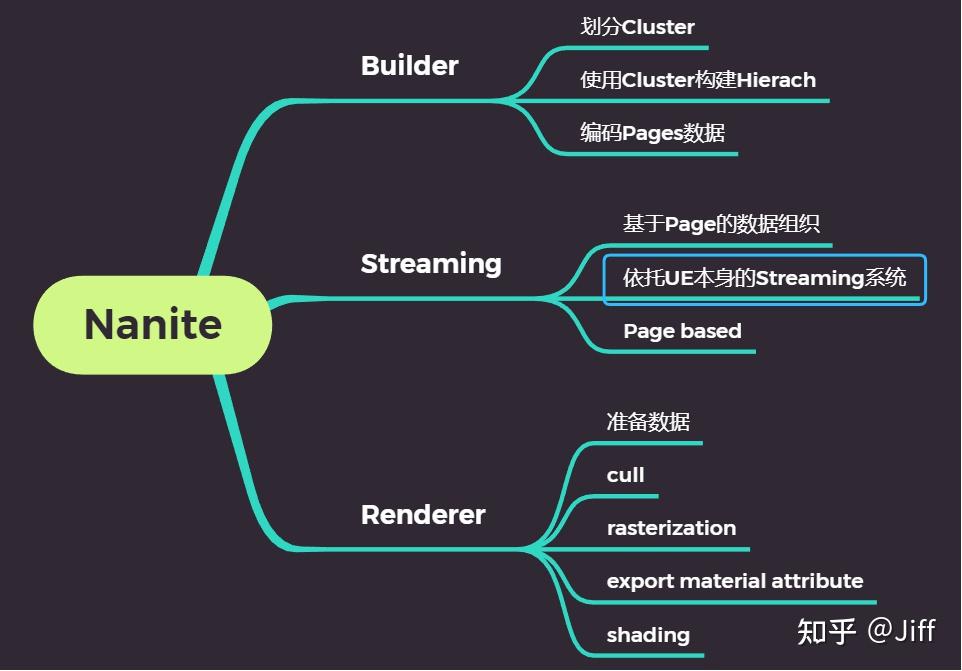 Nanite
Builder
划分Cluster
使用Cluster构建Hierach
编码Pages数据
Streaming
基于Page的数据组织
依托UE本身的Streaming系统
Page based
Renderer
准备数据
cull
rasterization
export material attribute
shading
知乎 @Jiff